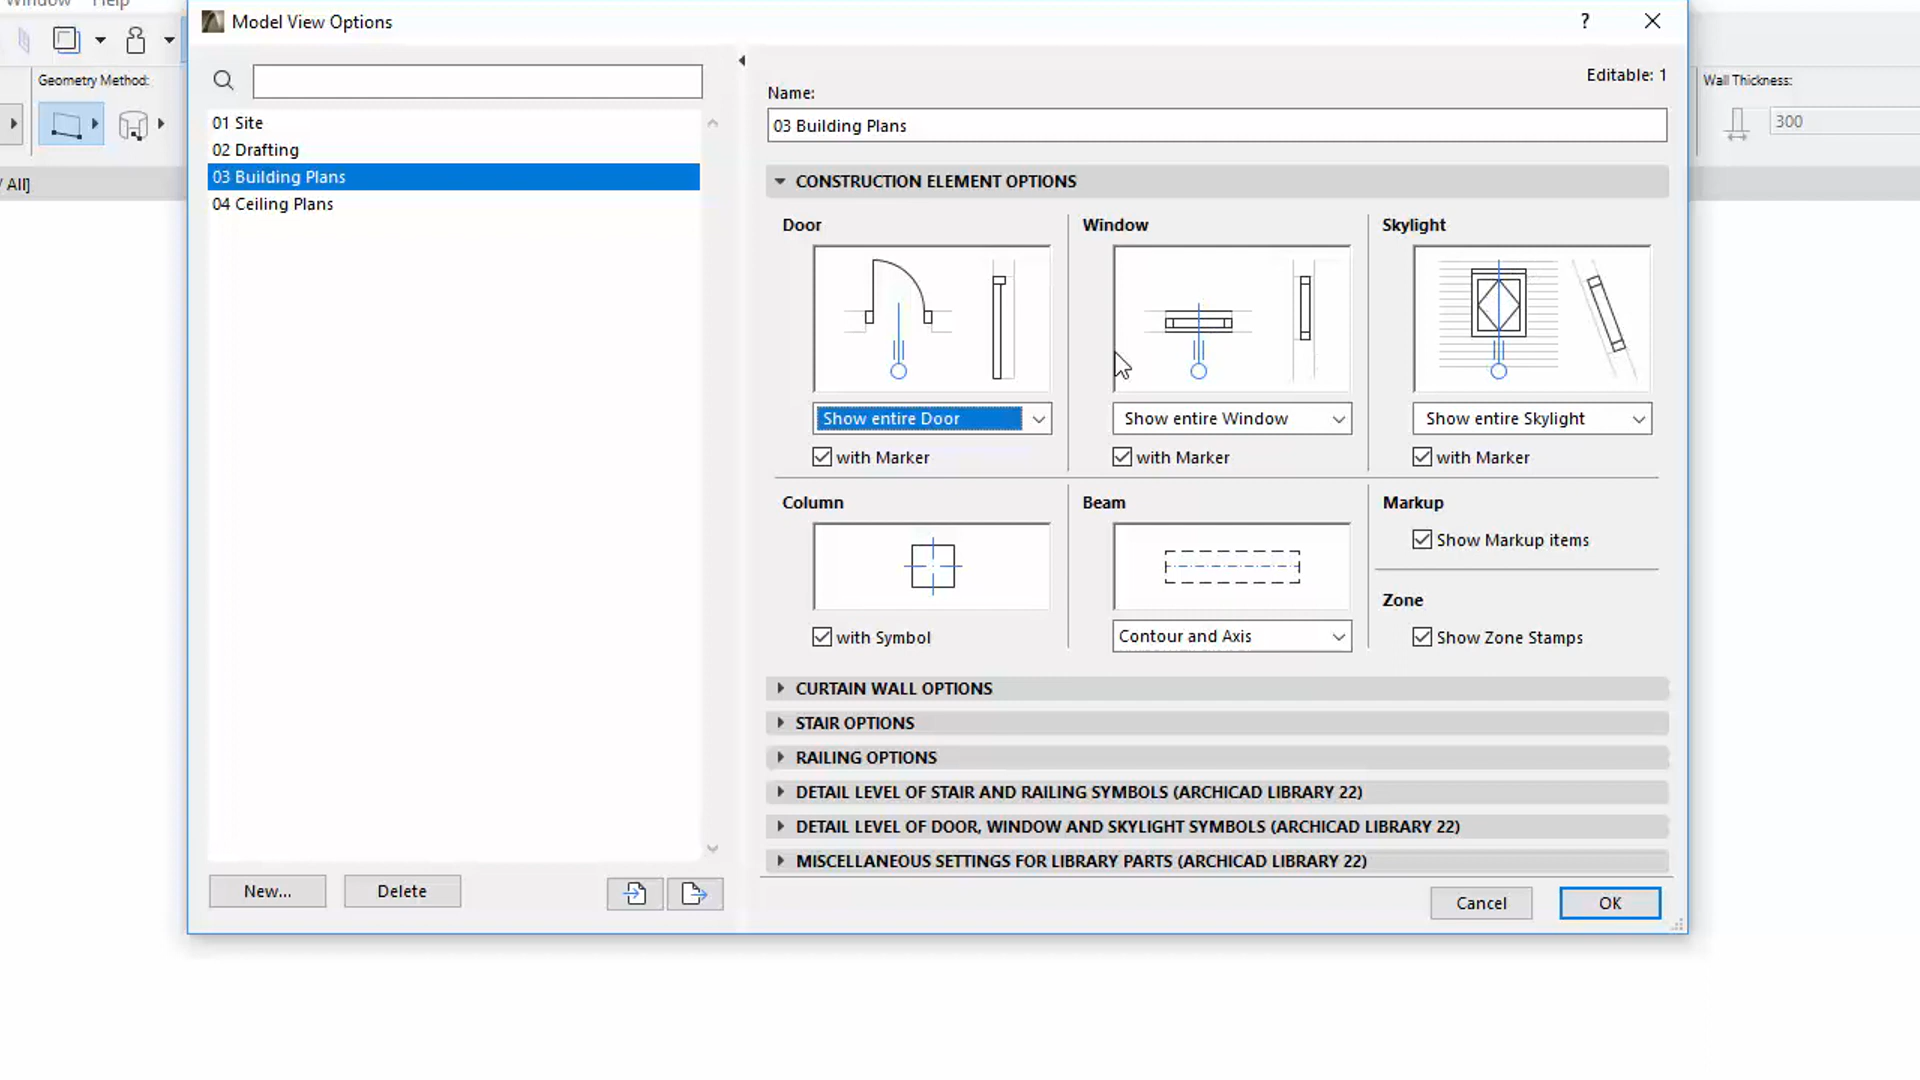 Window Help
Model View Options
?
Geometry Method:
Wall Thickness:
300
All]
01 Site
02 Drafting
03 Building Plans
04 Ceiling Plans
New...
Delete
Editable: 1
Name:
03 Building Plans
CONSTRUCTION ELEMENT OPTIONS
Door
Window
Skylight
Show entire Door
Show entire Window
Show entire Skylight
with Marker
with Marker
with Marker
Column
Beam
Markup
Show Markup items
Zone
with Symbol
Contour and Axis
Show Zone Stamps
CURTAIN WALL OPTIONS
STAIR OPTIONS
RAILING OPTIONS
DETAIL LEVEL OF STAIR AND RAILING SYMBOLS (ARCHICAD LIBRARY 22)
DETAIL LEVEL OF DOOR, WINDOW AND SKYLIGHT SYMBOLS (ARCHICAD LIBRARY 22)
MISCELLANEOUS SETTINGS FOR LIBRARY PARTS (ARCHICAD LIBRARY 22)
Cancel
OK